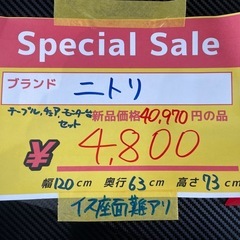 Special Sale
ブランド ニトリ
テーブル,チェア,モニター台
セット
新品価格40,970円の品
¥ 4,800
幅120cm 奥行63cm 高さ73cm
イス座面難アリ